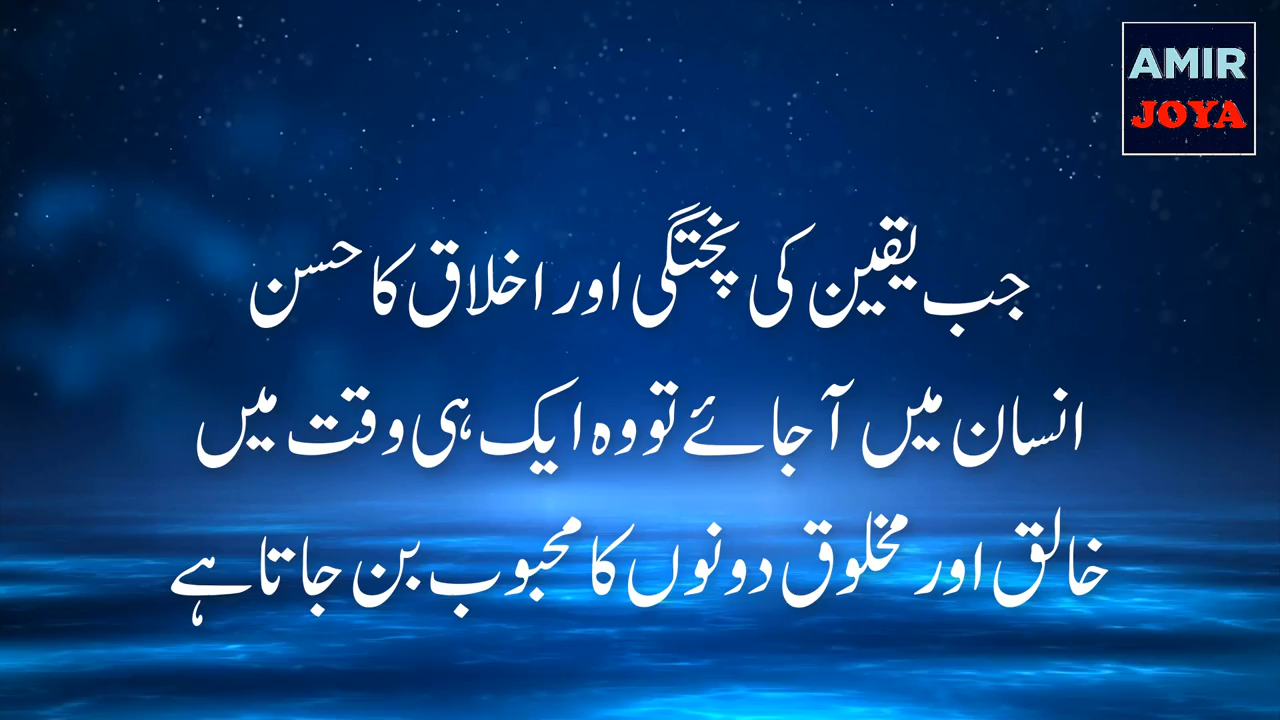 AMIR
JOYA
جب یقین کی پختگی اور اخلاق کا حسن
انسان میں آ جائے تو وہ ایک ہی وقت میں
خالق اور مخلوق دونوں کا محبوب بن جاتا ہے